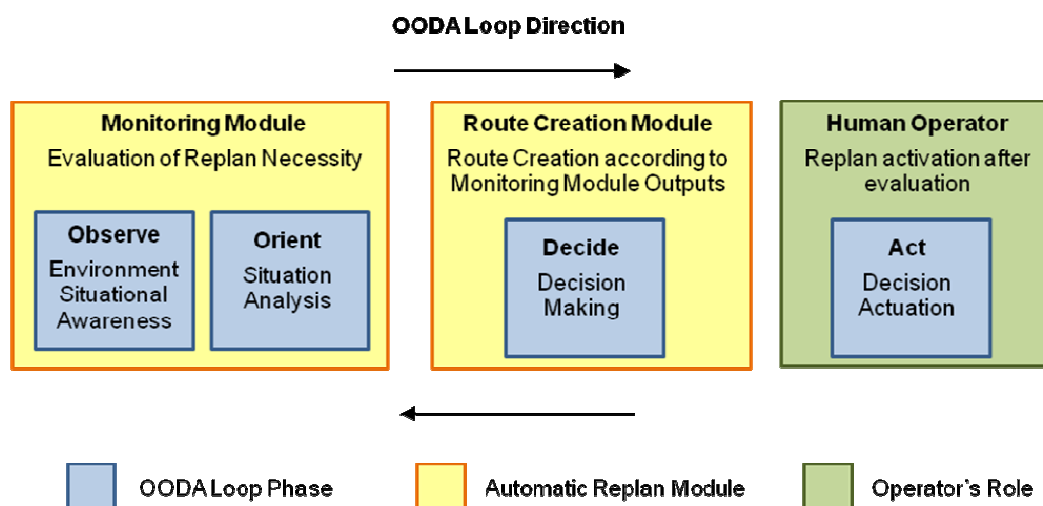 OODA Loop Direction
Monitoring Module
Evaluation of Replan Necessity
Observe
Environment
Situational
Awareness
Orient
Situation
Analysis
Route Creation Module
Route Creation according to
Monitoring Module Outputs
Decide
Decision
Making
Human Operator
Replan activation after
evaluation
Act
Decision
Actuation
OODA Loop Phase
Automatic Replan Module
Operator's Role